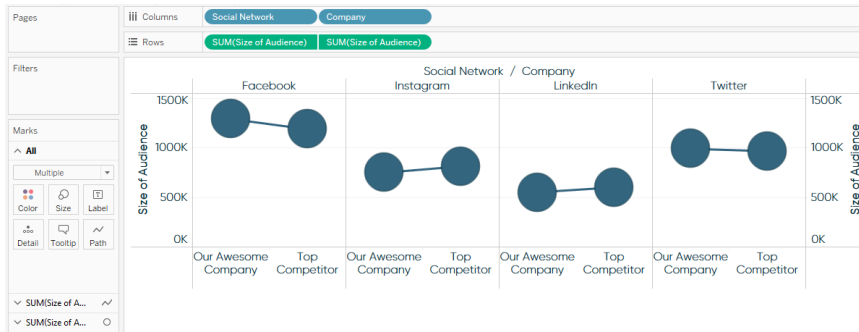 Pages
Columns
Social Network
Company
Rows
SUM(Size of Audience)
SUM(Size of Audience)
Filters
Marks
All
Multiple
Color
Size
Label
Detail
Tooltip
Path
SUM(Size of A...
SUM(Size of A...
Social Network / Company
Facebook
Instagram
LinkedIn
Twitter
Size of Audience
1500K
1000K
500K
0K
1500K
1000K
500K
0K
Size of Audience
Our Awesome
Company
Top
Competitor
Our Awesome
Company
Top
Competitor
Our Awesome
Company
Top
Competitor
Our Awesome
Company
Top
Competitor